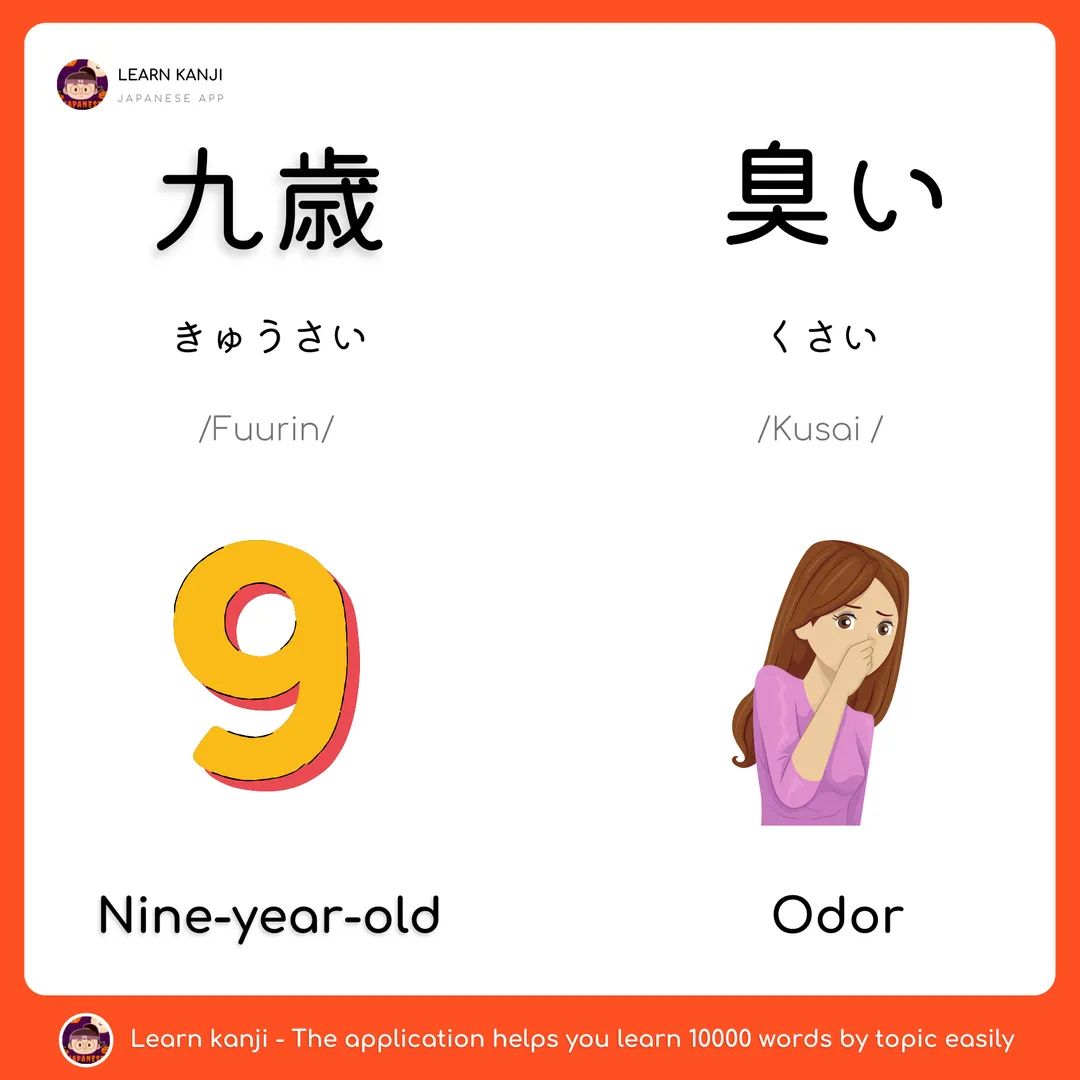 LEARN KANJI
JAPANESE APP
九歳
きゅうさい
/Fuurin/
Nine-year-old
臭い
くさい
/Kusai /
Odor
Learn kanji - The application helps you learn 10000 words by topic easily